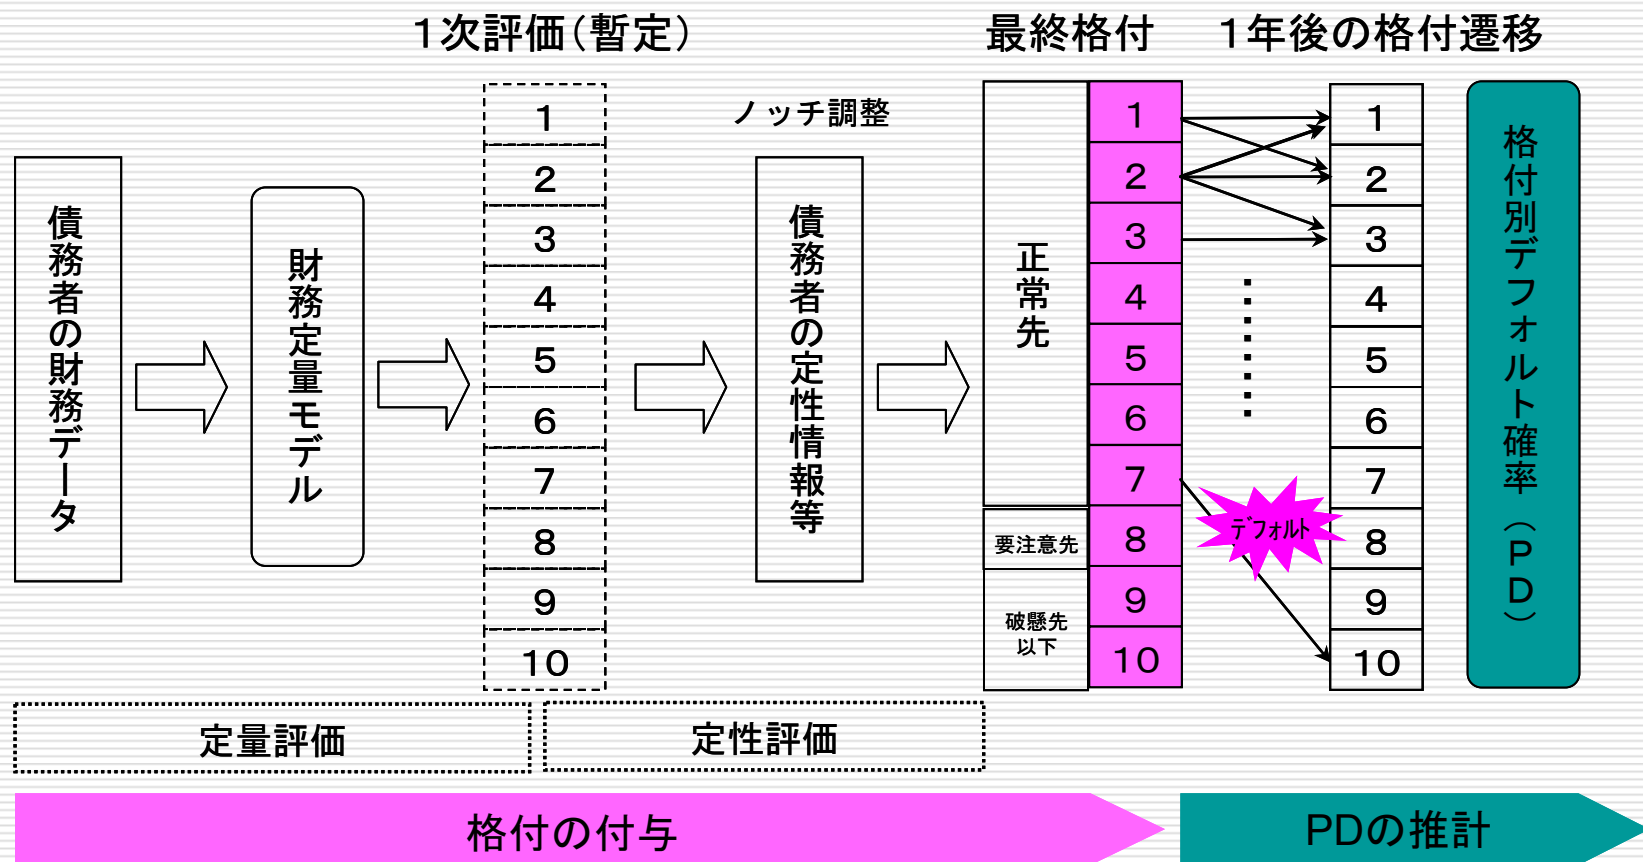 1次評価（暫定）
最終格付
1年後の格付遷移
債務者の財務データ
財務定量モデル
1
2
3
4
5
6
7
8
9
10
ノッチ調整
債務者の定性情報等
正常先
要注意先
破懸先
以下
1
2
3
4
5
6
7
8
9
10
デフォルト
1
2
3
4
5
6
7
8
9
10
格付別デフォルト確率（PD）
定量評価
定性評価
格付の付与
PDの推計